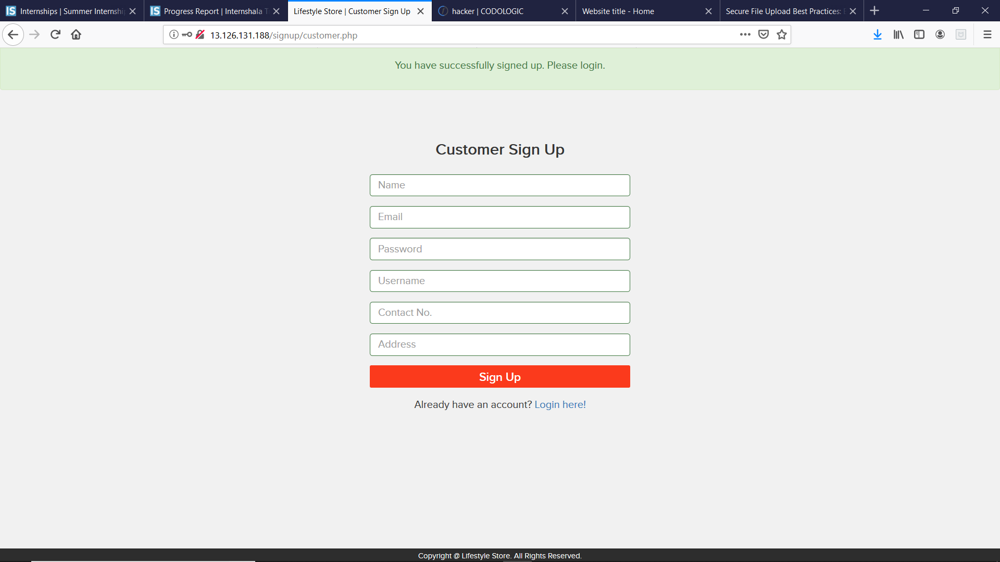 Internships | Summer Internshi
Progress Report | Internshala T
Lifestyle Store | Customer Sign Up
hacker | CODOLOGIC
Website title - Home
Secure File Upload Best Practices:
13.126.131.188/signup/customer.php
You have successfully signed up. Please login.
Customer Sign Up
Name
Email
Password
Username
Contact No.
Address
Sign Up
Already have an account? Login here!
Copyright @ Lifestyle Store. All Rights Reserved.